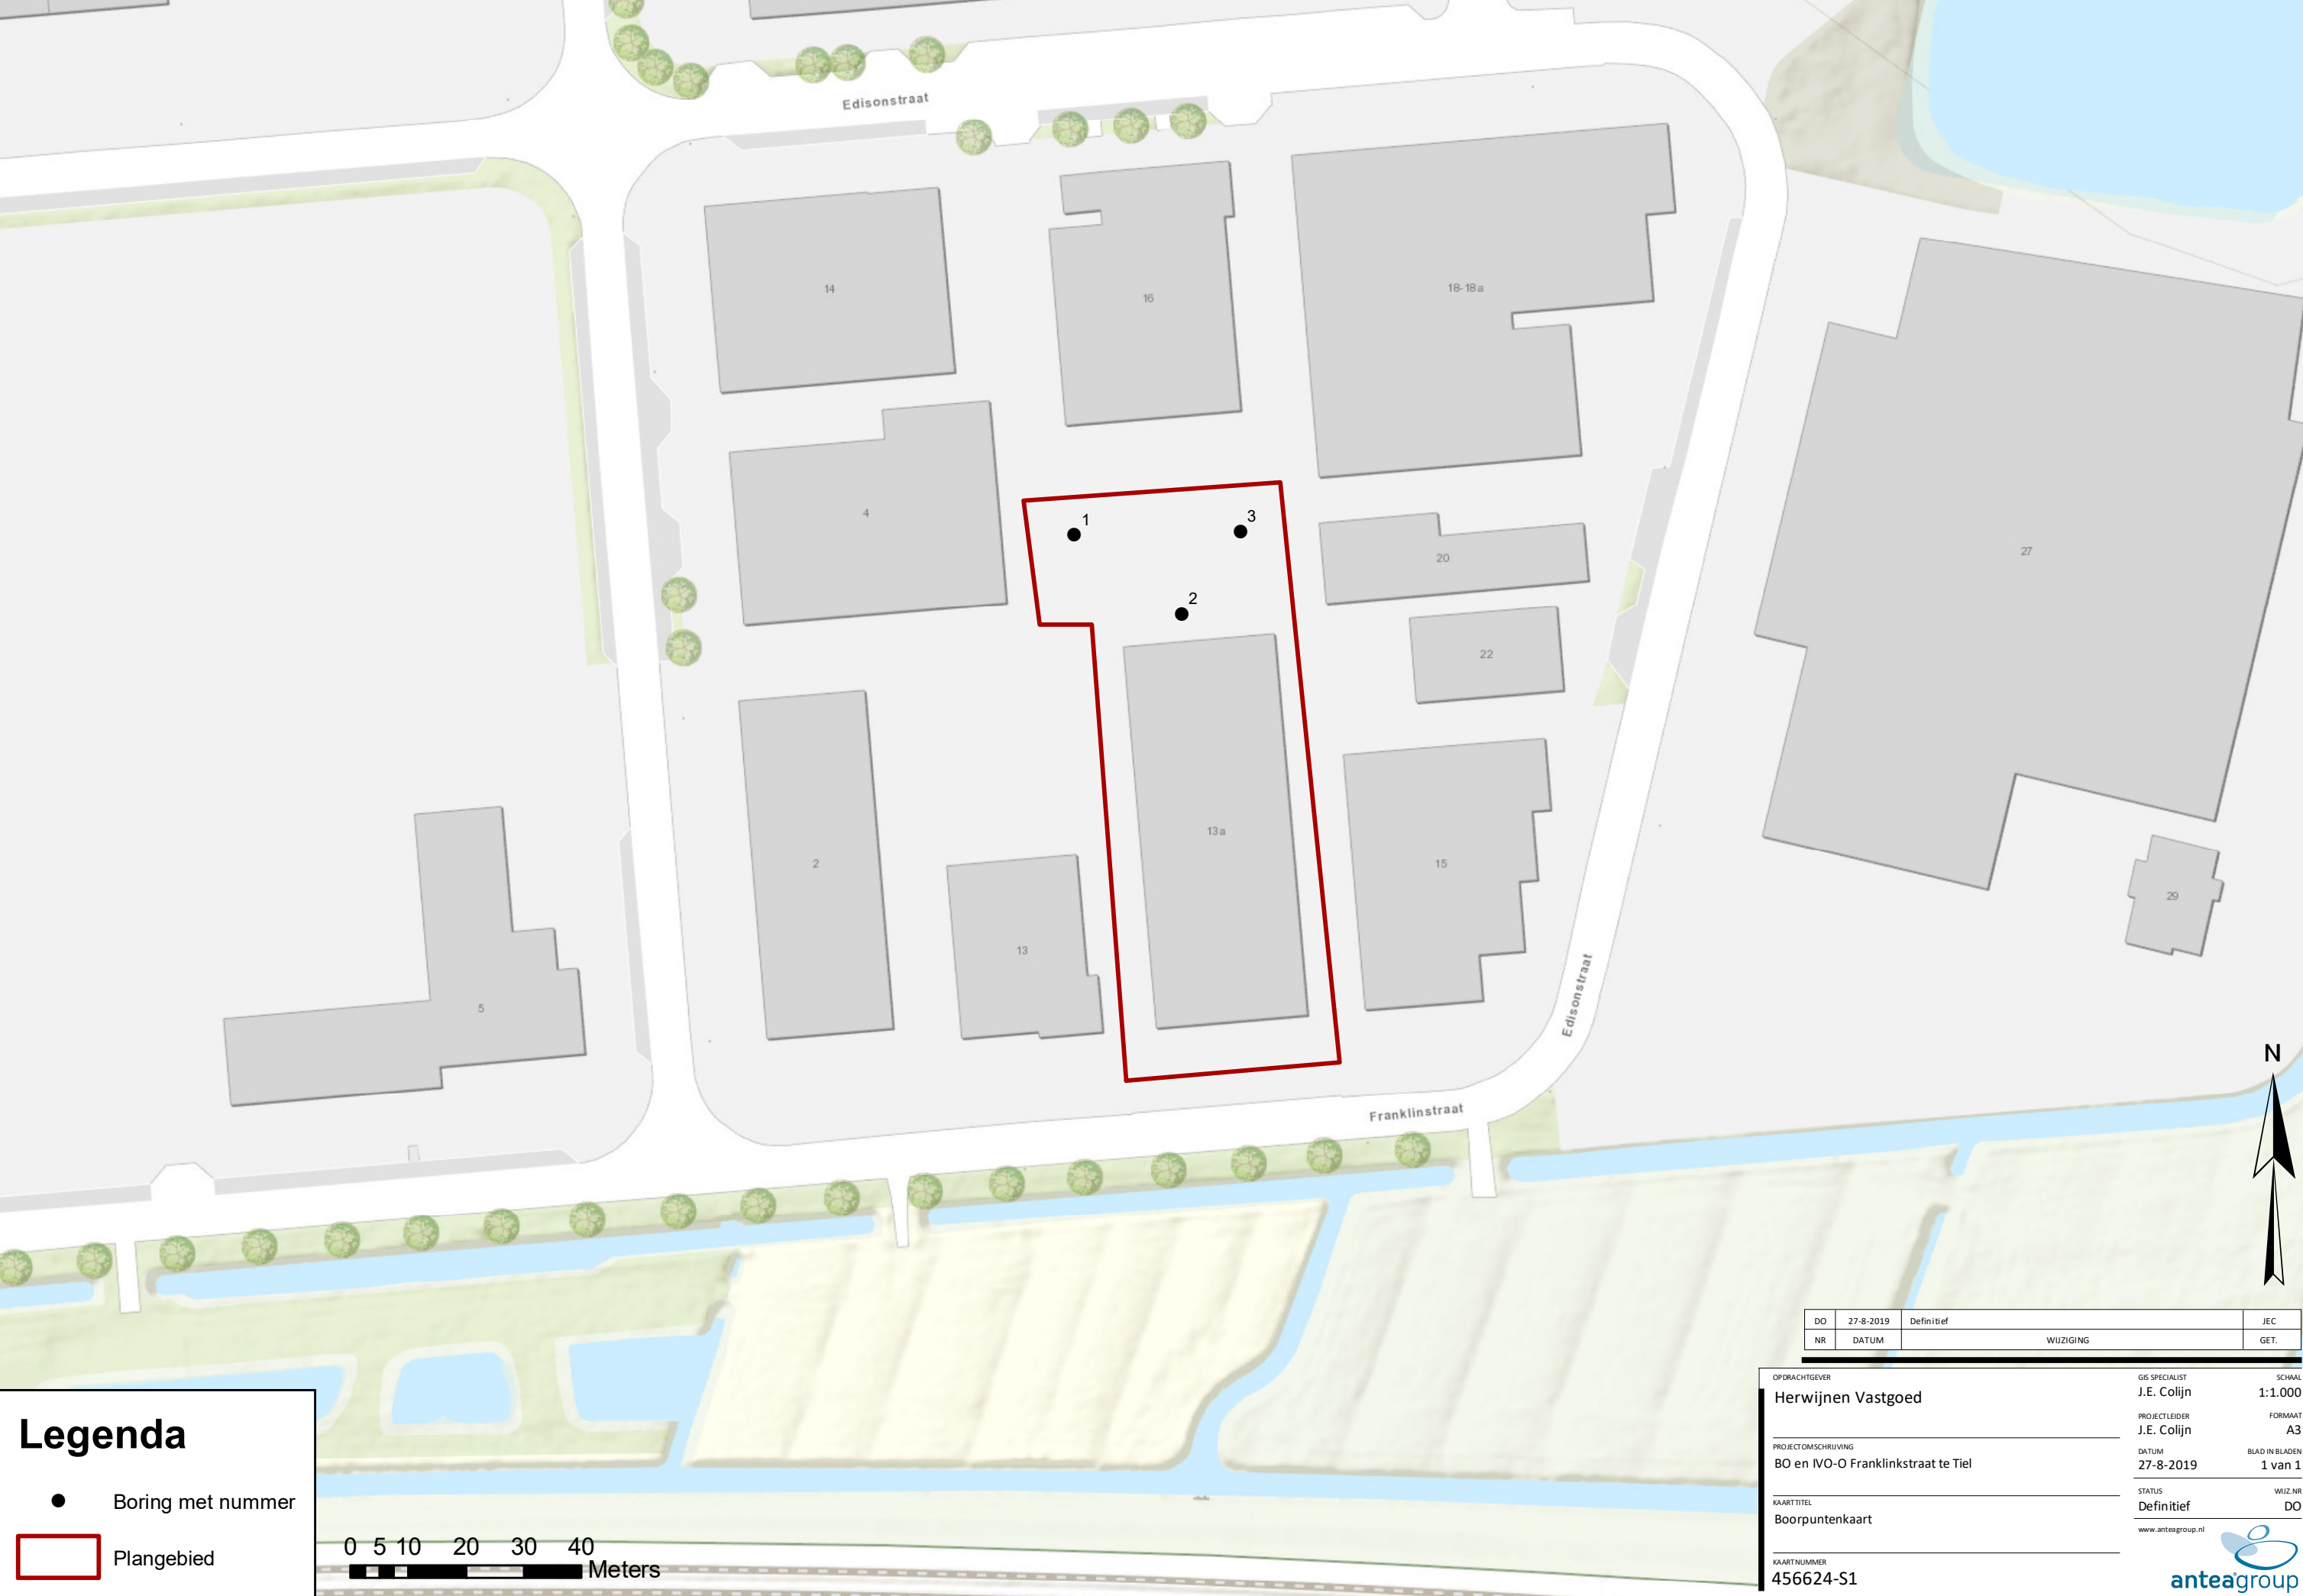 Edisonstraat
14
16
18-18a
4
1
3
20
27
2
22
13a
2
15
13
29
5
Edisonstraat
Franklinstraat
N
DO 27-8-2019 Definitief JEC
NR DATUM WIJZIGING GET.
OPDRACHTGEVER
Herwijnen Vastgoed
PROJECTOMSCHRIJVING
BO en IVO-O Franklinkstraat te Tiel
KAARTTITEL
Boorpuntenkaart
KAARTNUMMER
456624-S1
GIS SPECIALIST SCHAAL
J.E. Colijn 1:1.000
PROJECTLEIDER FORMAAT
J.E. Colijn A3
DATUM BLAD IN BLADEN
27-8-2019 1 van 1
STATUS WIJZ.NR
Definitief DO
www.anteagroup.nl
anteagroup
Legenda
Boring met nummer
Plangebied
0 5 10 20 30 40
Meters